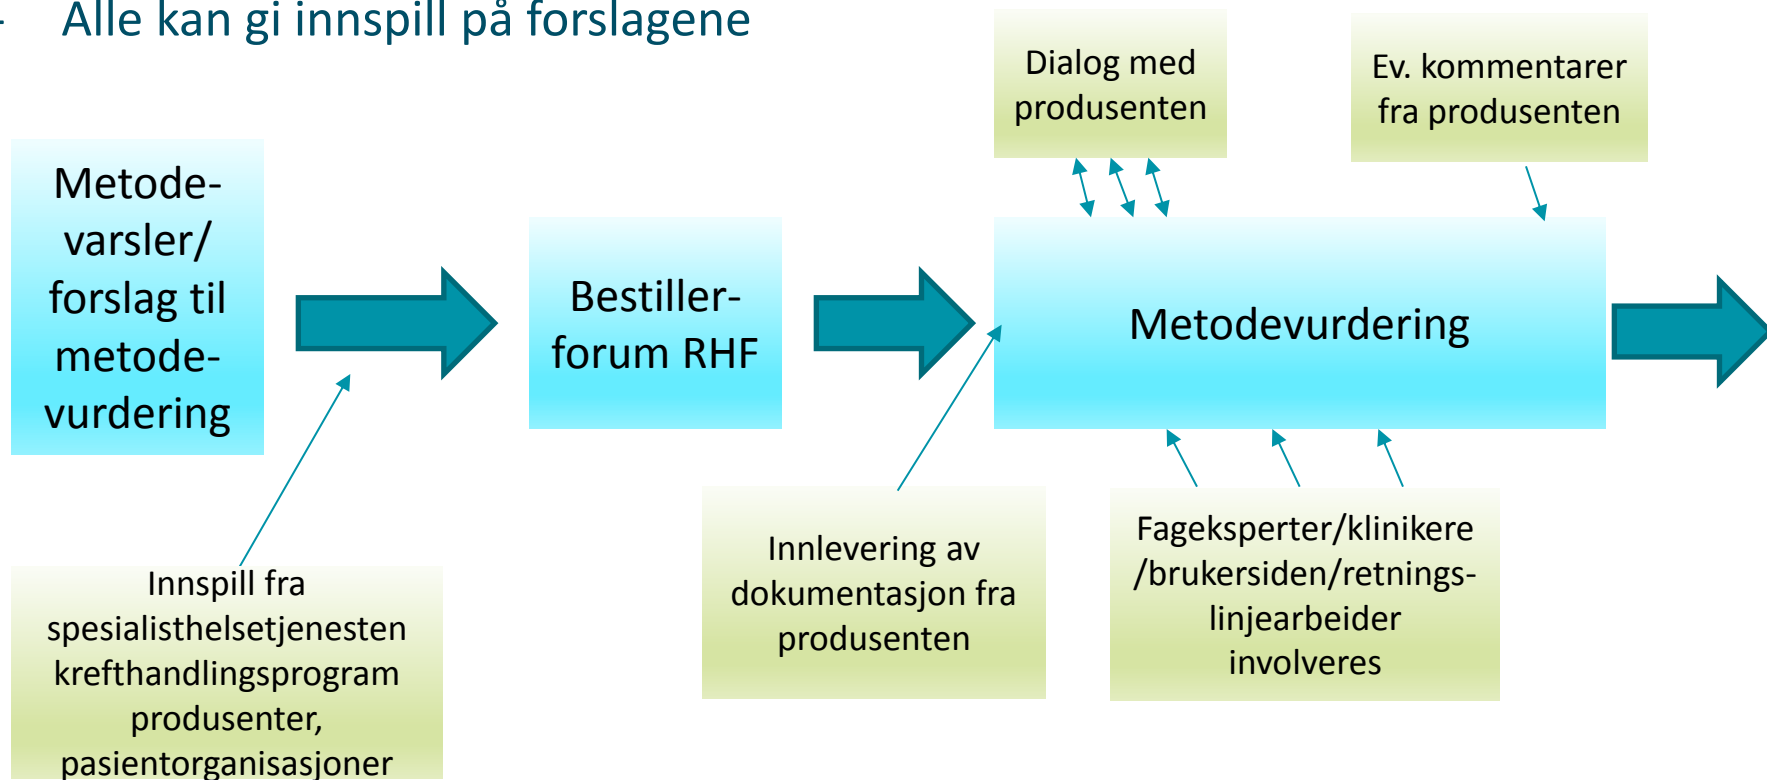 - Alle kan gi innspill på forslagene
Dialog med
produsenten
Ev. kommentarer
fra produsenten
Metode-
varsler/
forslag til
metode-
vurdering
Bestiller-
forum RHF
Metodevurdering
Innspill fra
spesialisthelsetjenesten
krefthandlingsprogram
produsenter,
pasientorganisasjoner
Innlevering av
dokumentasjon fra
produsenten
Fageksperter/klinikere
/brukersiden/retnings-
linjearbeider
involveres